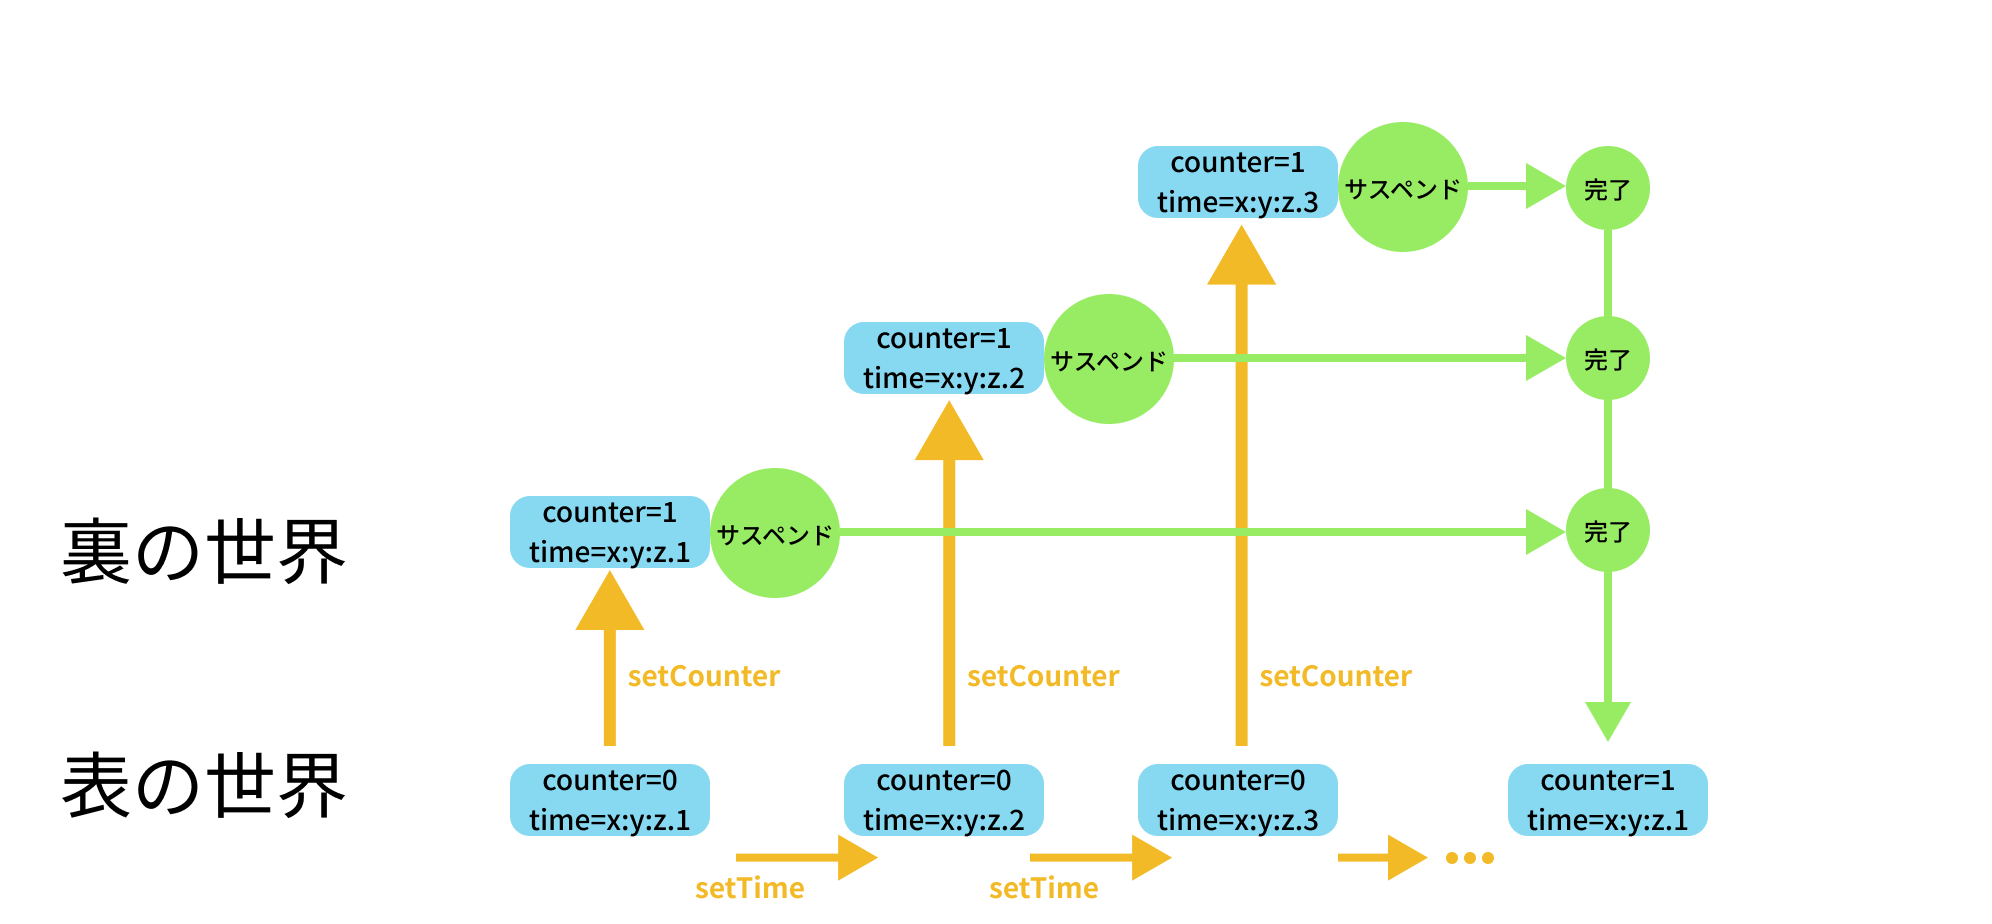 counter=1
time=x:y:z.3
サスペンド
完了
counter=1
time=x:y:z.2
サスペンド
完了
裏の世界
counter=1
time=x:y:z.1
サスペンド
完了
setCounter
setCounter
setCounter
表の世界
counter=0
time=x:y:z.1
counter=0
time=x:y:z.2
counter=0
time=x:y:z.3
counter=1
time=x:y:z.1
setTime
setTime